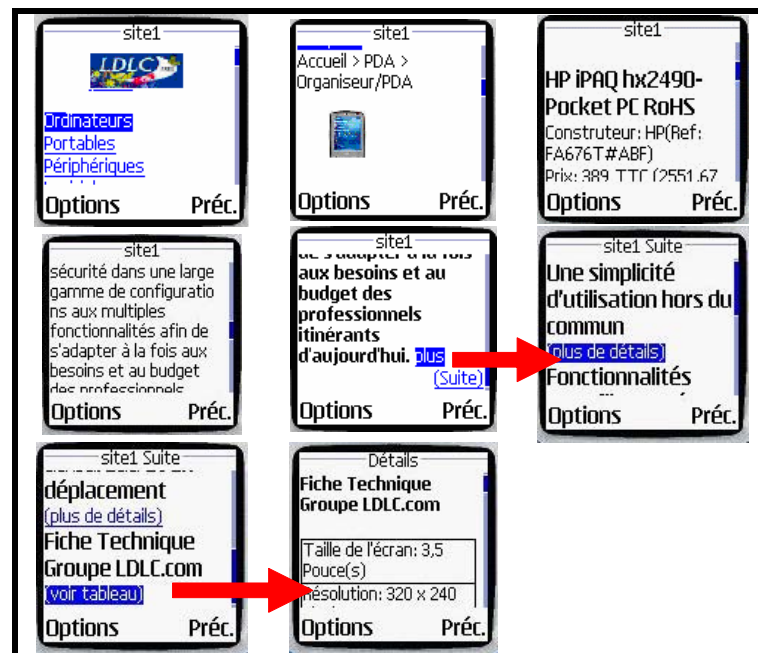 site1
LDLC
Ordinateurs
Portables
Périphériques
Options Préc.
site1
Accueil > PDA >
Organiseur/PDA
Options Préc.
site1
HP iPAQ hx2490-
Pocket PC RoHS
Construteur: HP(Ref:
FA676T#ABF)
Prix: 389 TTC (2551,67
Options Préc.
site1
sécurité dans une large
gamme de configuratio
ns aux multiples
fonctionnalités afin de
s'adapter à la fois aux
besoins et au budget
des professionnels
Options Préc.
site1
de s'adapter à la fois
aux besoins et au
budget des
professionnels
itinérants
d'aujourd'hui. plus
(Suite)
Options Préc.
site1 Suite
Une simplicité
d'utilisation hors du
commun
(plus de détails)
Fonctionnalités
Options Préc.
site1 Suite
déplacement
(plus de détails)
Fiche Technique
Groupe LDLC.com
(voir tableau)
Options Préc.
Détails
Fiche Technique
Groupe LDLC.com
Taille de l'écran: 3,5
Pouce(s)
Résolution: 320 x 240
Options Préc.